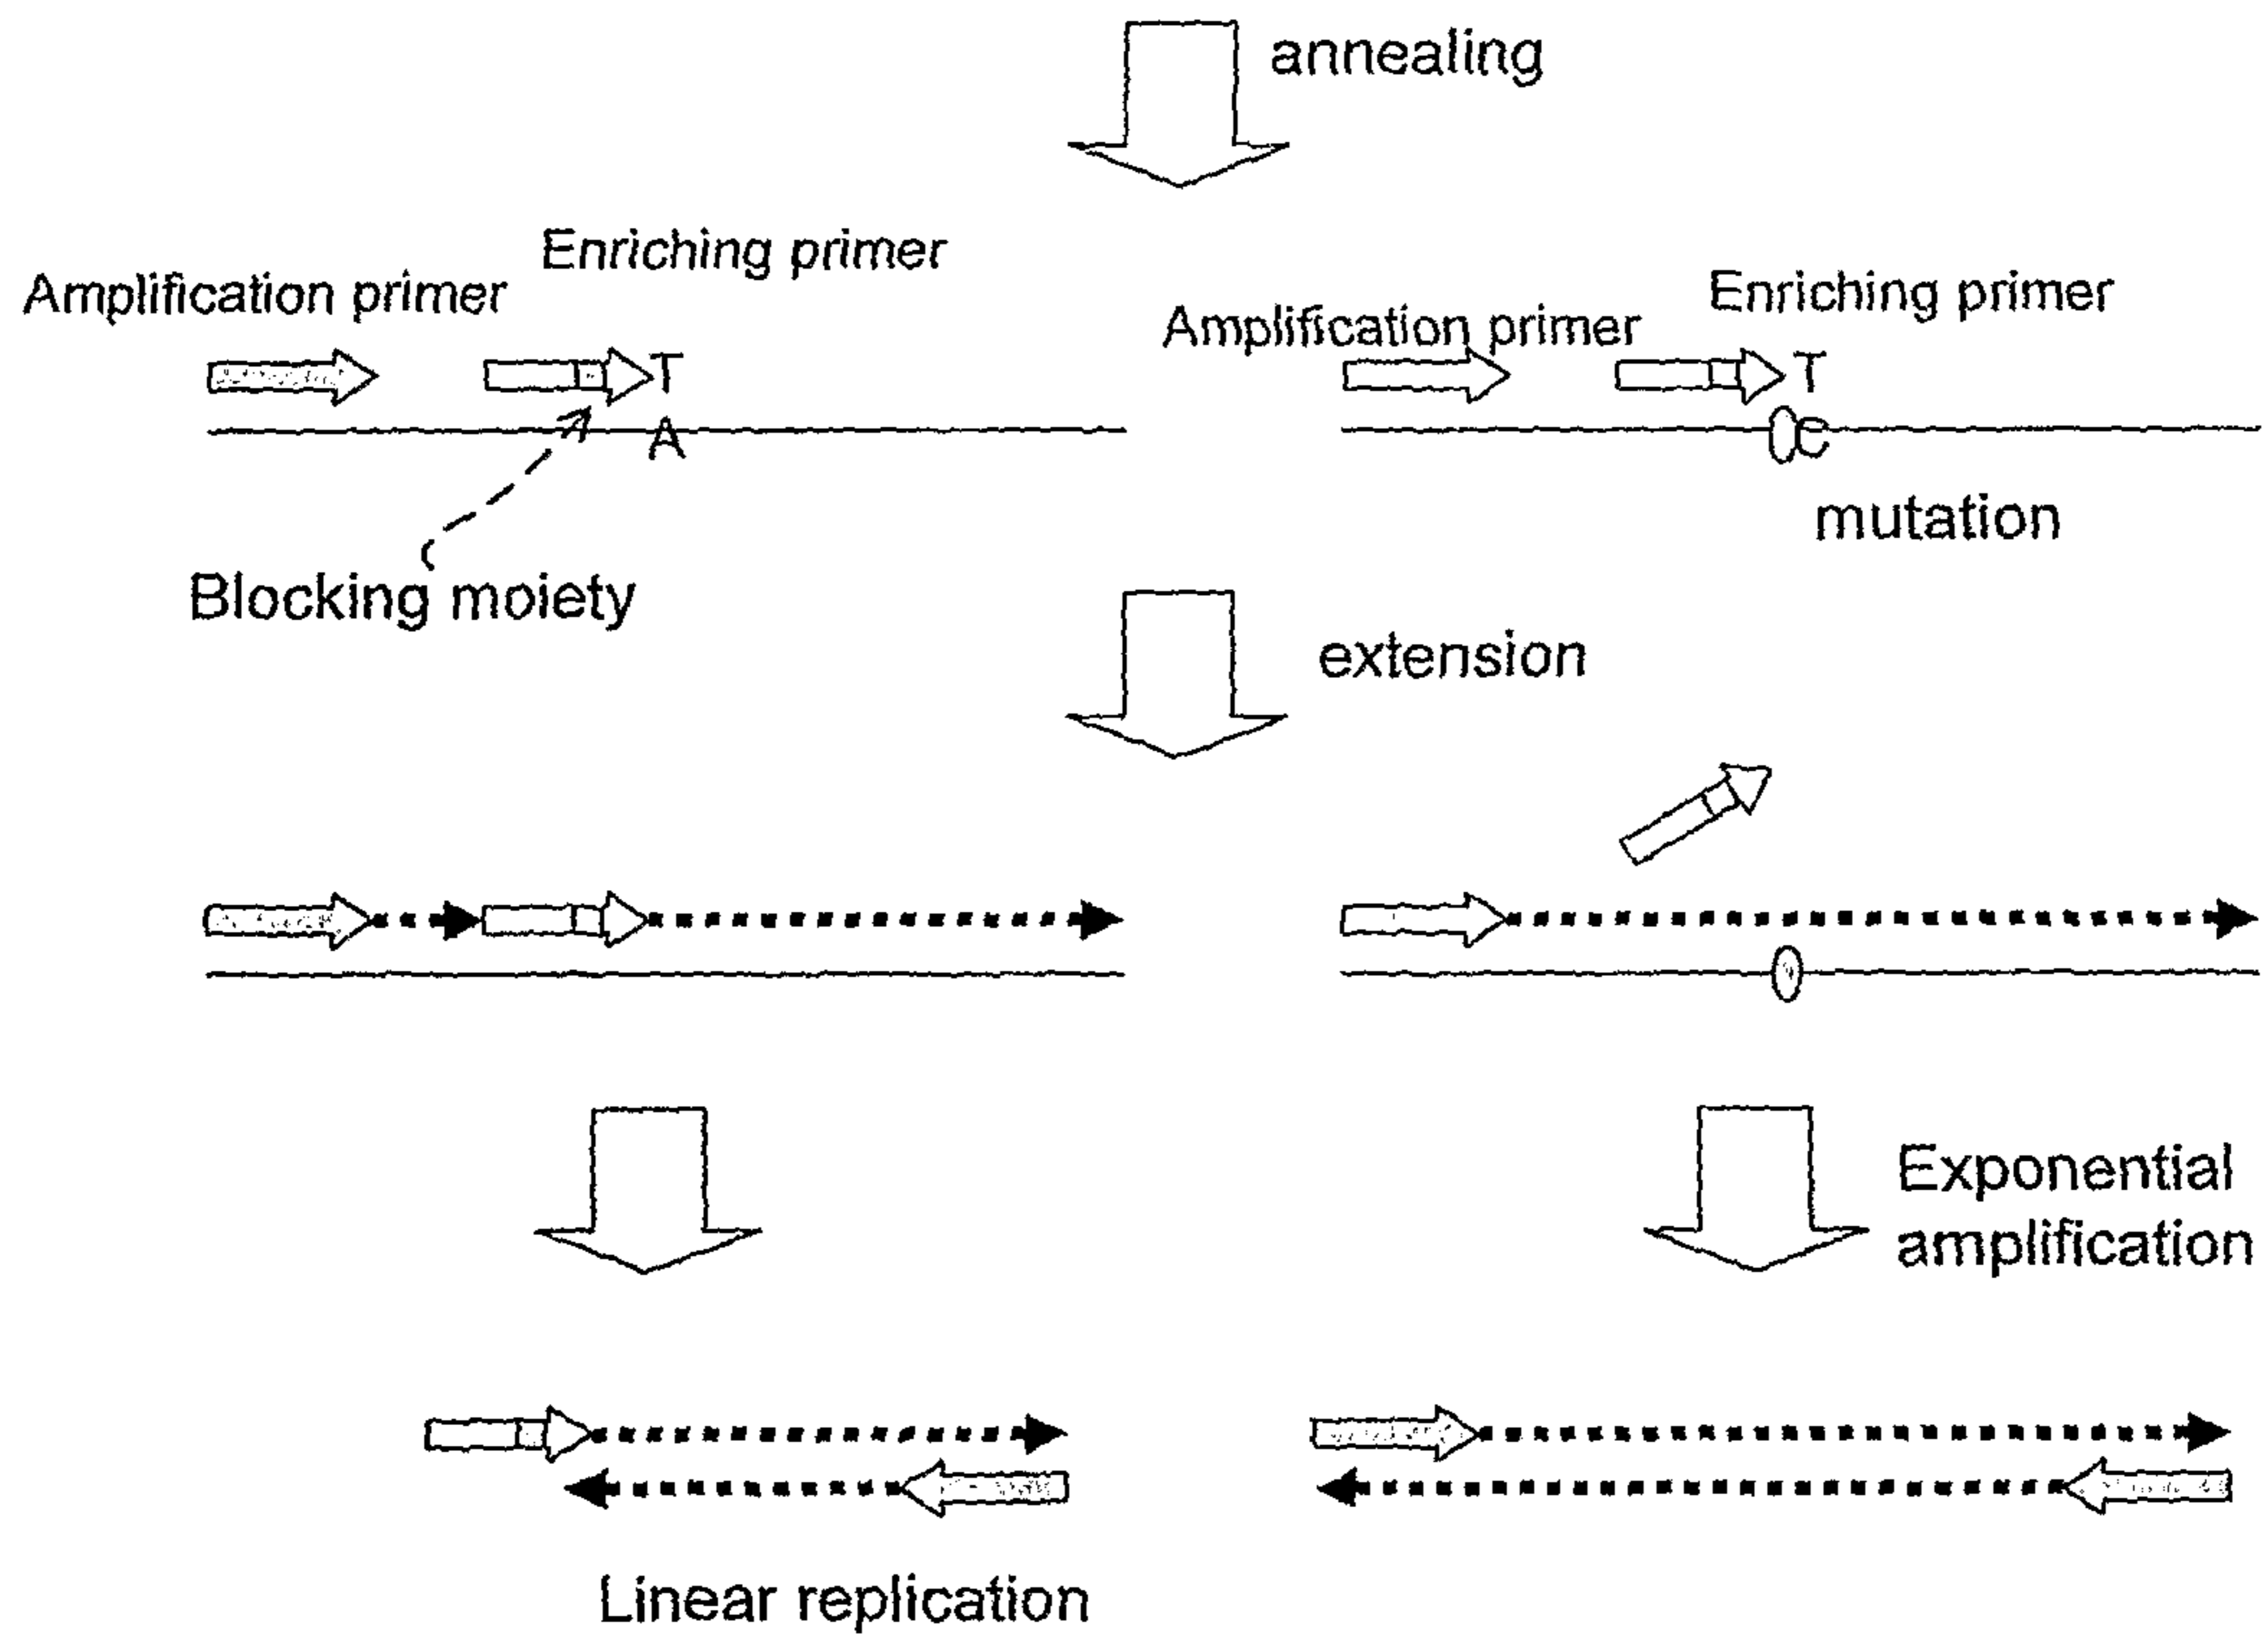 annealing
Enriching primer
Amplification primer
Enriching primer
Amplification primer
T
T
A
C
mutation
Blocking moiety
extension
Exponential
amplification
Linear replication